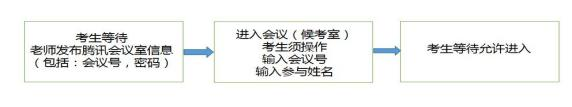 考生等待
老师发布腾讯会议室信息
（包括：会议号，密码）
进入会议（候考室）
考生须操作
输入会议号
输入参与姓名
考生等待允许进入